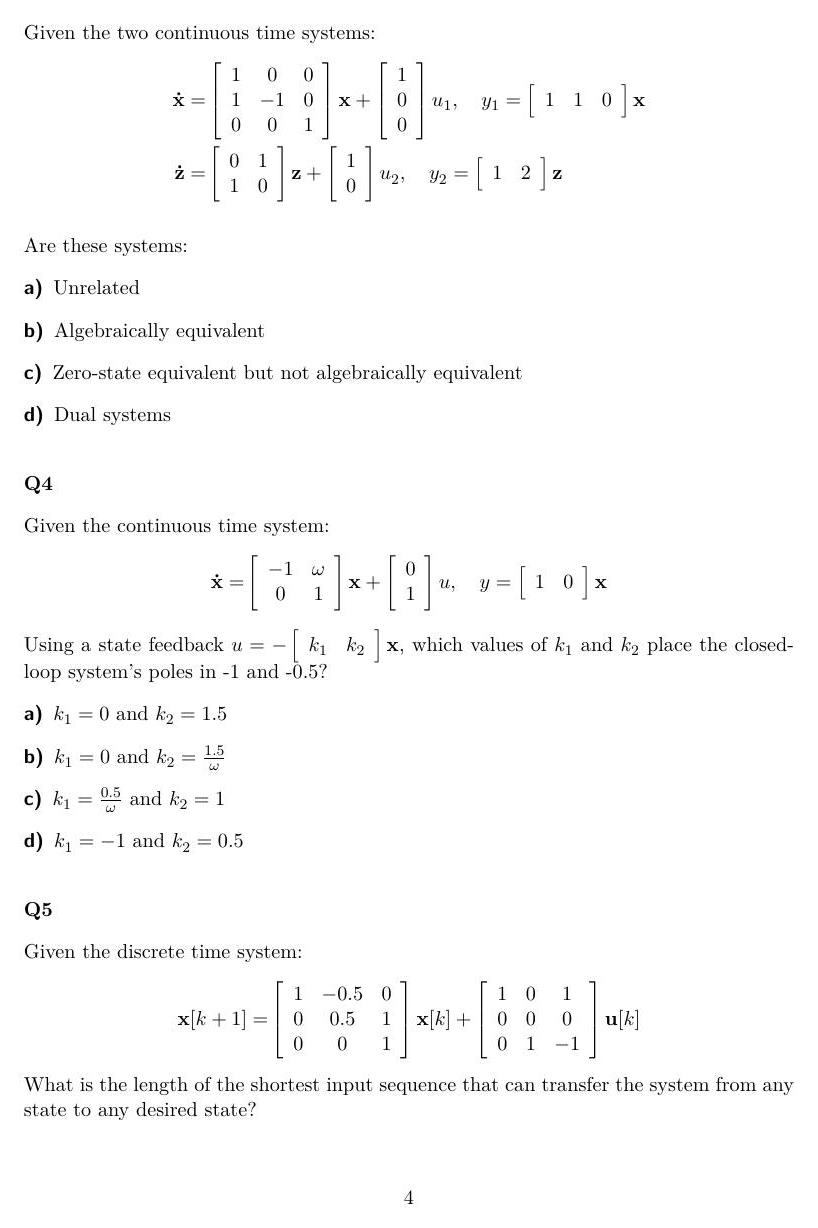 Given the two continuous time systems:
ẋ = [ 1 0 0 ; 1 −1 0 ; 0 0 1 ] x + [ 1 ; 0 ; 0 ] u₁, y₁ = [ 1 1 0 ] x
ż = [ 0 1 ; 1 0 ] z + [ 1 ; 0 ] u₂, y₂ = [ 1 2 ] z
Are these systems:
a) Unrelated
b) Algebraically equivalent
c) Zero-state equivalent but not algebraically equivalent
d) Dual systems
Q4
Given the continuous time system:
ẋ = [ −1 ω ; 0 1 ] x + [ 0 ; 1 ] u, y = [ 1 0 ] x
Using a state feedback u = − [ k₁ k₂ ] x, which values of k₁ and k₂ place the closed-
loop system's poles in -1 and -0.5?
a) k₁ = 0 and k₂ = 1.5
b) k₁ = 0 and k₂ = 1.5/ω
c) k₁ = 0.5/ω and k₂ = 1
d) k₁ = −1 and k₂ = 0.5
Q5
Given the discrete time system:
x[k + 1] = [ 1 −0.5 0 ; 0 0.5 1 ; 0 0 1 ] x[k] + [ 1 0 1 ; 0 0 0 ; 0 1 −1 ] u[k]
What is the length of the shortest input sequence that can transfer the system from any
state to any desired state?
4